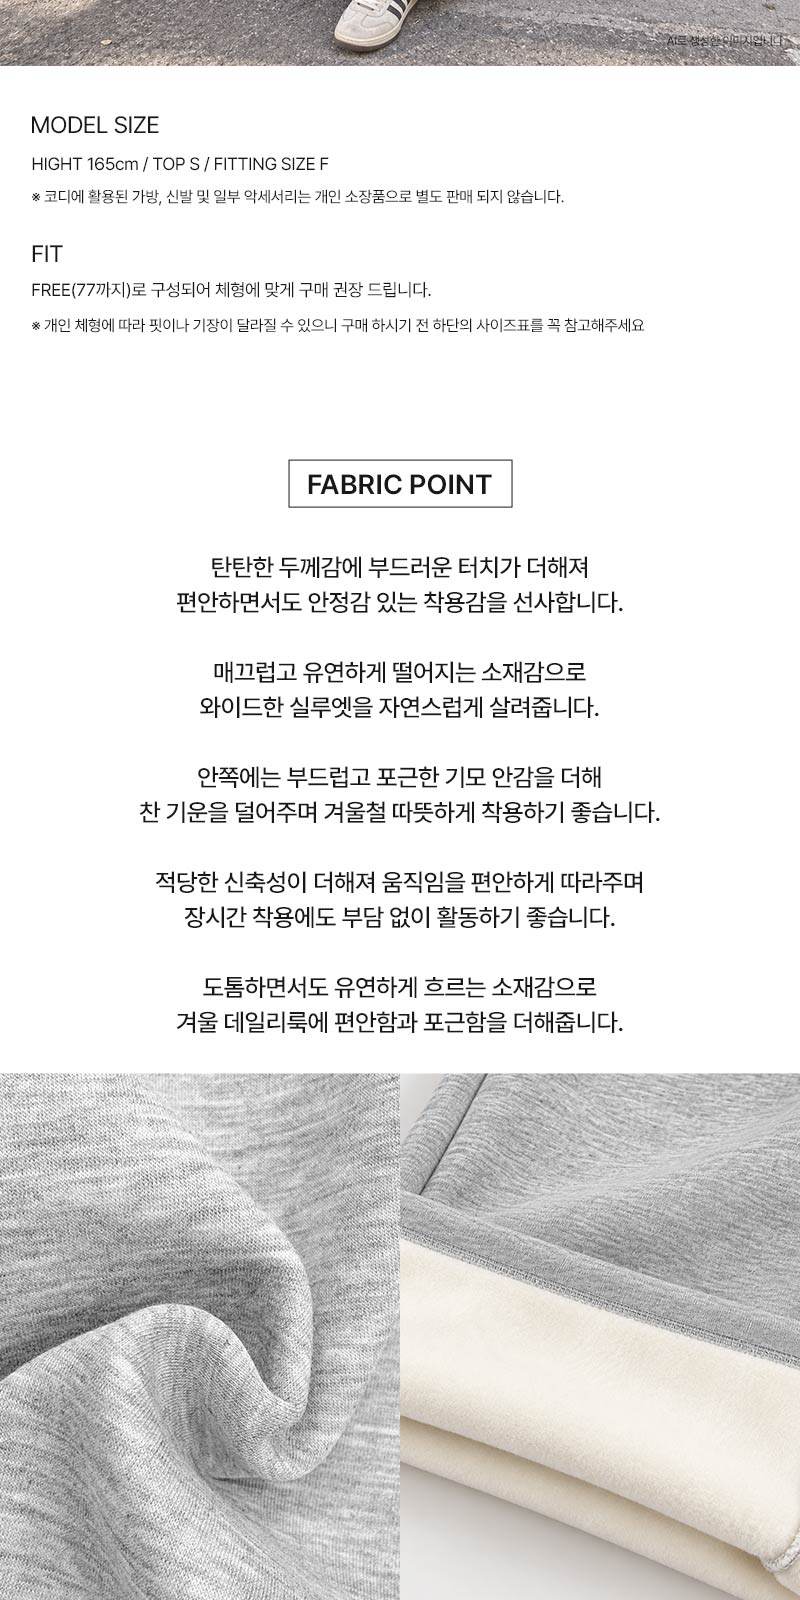 AI로 생성한 이미지입니다
MODEL SIZE
HIGHT 165cm / TOP S / FITTING SIZE F
※ 코디에 활용된 가방, 신발 및 일부 악세서리는 개인 소장품으로 별도 판매 되지 않습니다.
FIT
FREE(77까지)로 구성되어 체형에 맞게 구매 권장 드립니다.
※ 개인 체형에 따라 핏이나 기장이 달라질 수 있으니 구매 하시기 전 하단의 사이즈표를 꼭 참고해주세요
FABRIC POINT
탄탄한 두께감에 부드러운 터치가 더해져
편안하면서도 안정감 있는 착용감을 선사합니다.
매끄럽고 유연하게 떨어지는 소재감으로
와이드한 실루엣을 자연스럽게 살려줍니다.
안쪽에는 부드럽고 포근한 기모 안감을 더해
찬 기운을 덜어주며 겨울철 따뜻하게 착용하기 좋습니다.
적당한 신축성이 더해져 움직임을 편안하게 따라주며
장시간 착용에도 부담 없이 활동하기 좋습니다.
도톰하면서도 유연하게 흐르는 소재감으로
겨울 데일리룩에 편안함과 포근함을 더해줍니다.